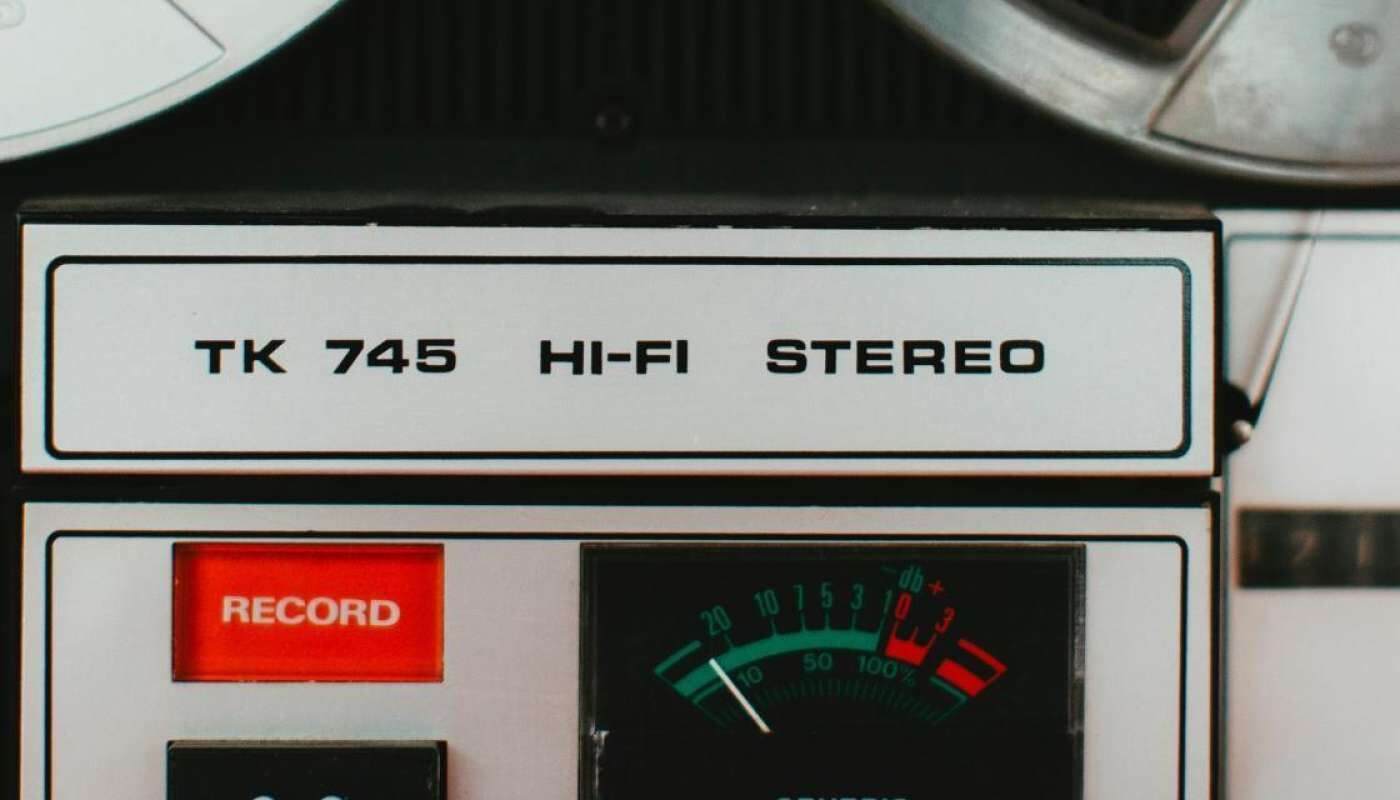 TK 745 HI-FI STEREO
RECORD
- db +
20 10 7 5 3 1 0 3
10 50 100%